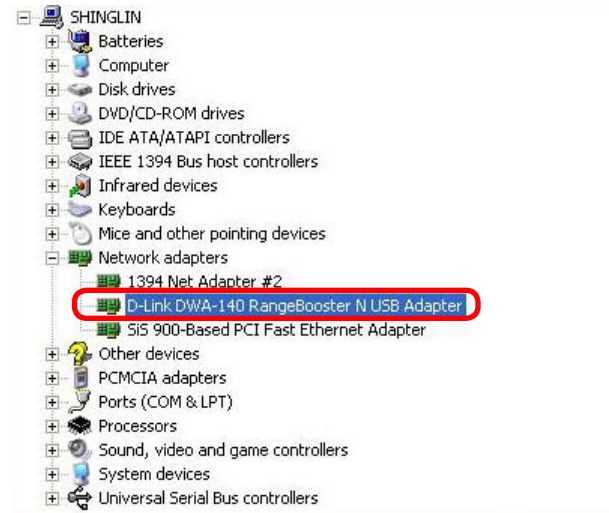 SHINGLIN
Batteries
Computer
Disk drives
DVD/CD-ROM drives
IDE ATA/ATAPI controllers
IEEE 1394 Bus host controllers
Infrared devices
Keyboards
Mice and other pointing devices
Network adapters
1394 Net Adapter #2
D-Link DWA-140 RangeBooster N USB Adapter
SiS 900-Based PCI Fast Ethernet Adapter
Other devices
PCMCIA adapters
Ports (COM & LPT)
Processors
Sound, video and game controllers
System devices
Universal Serial Bus controllers